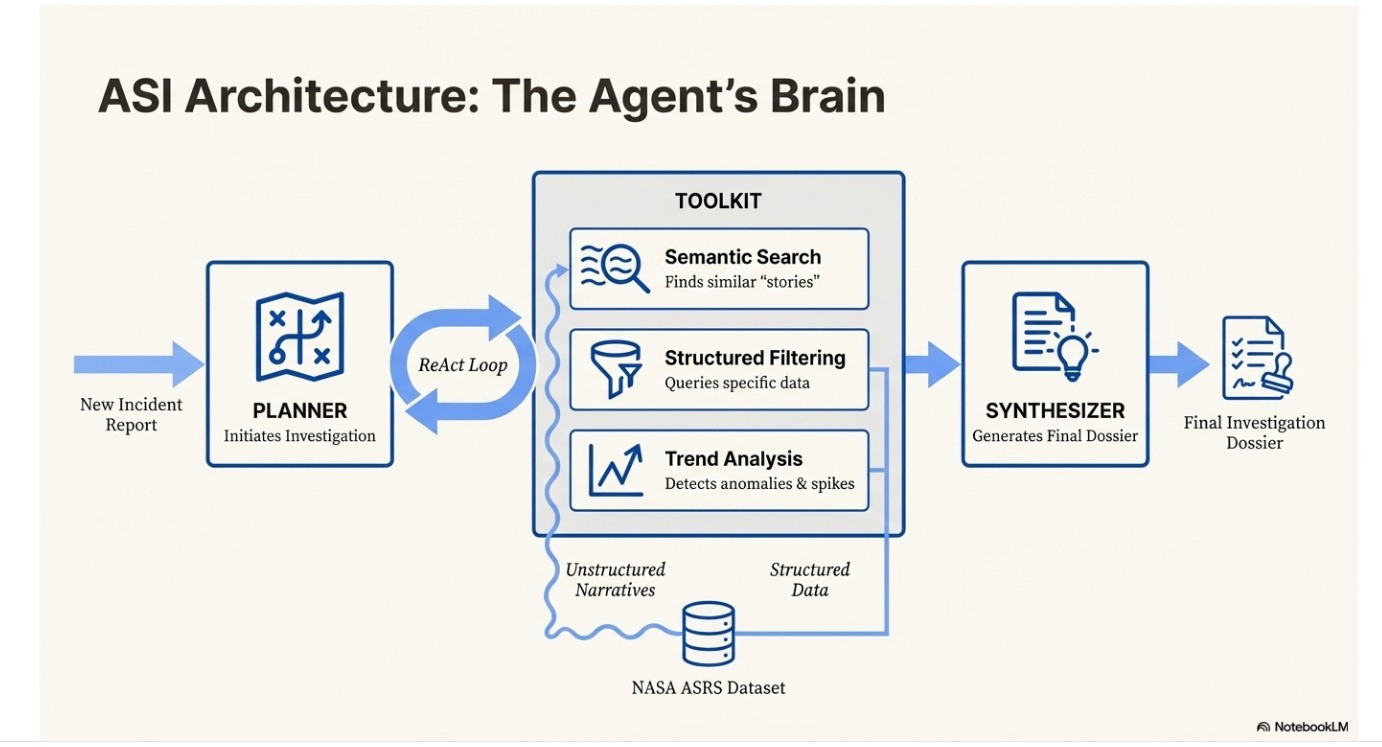 ASI Architecture: The Agent’s Brain
New Incident
Report
PLANNER
Initiates Investigation
ReAct Loop
TOOLKIT
Semantic Search
Finds similar “stories”
Structured Filtering
Queries specific data
Trend Analysis
Detects anomalies & spikes
Unstructured
Narratives
Structured
Data
NASA ASRS Dataset
SYNTHESIZER
Generates Final Dossier
Final Investigation
Dossier
NotebookLM